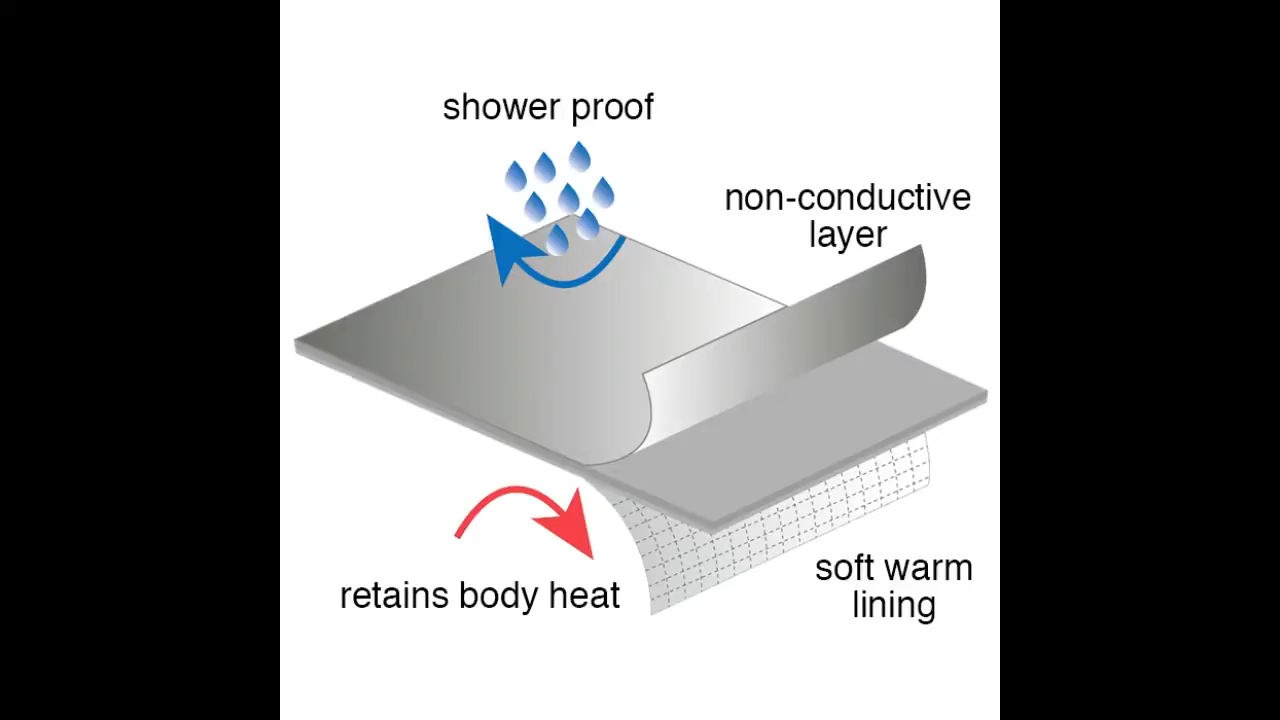 shower proof
non-conductive
layer
soft warm
lining
retains body heat